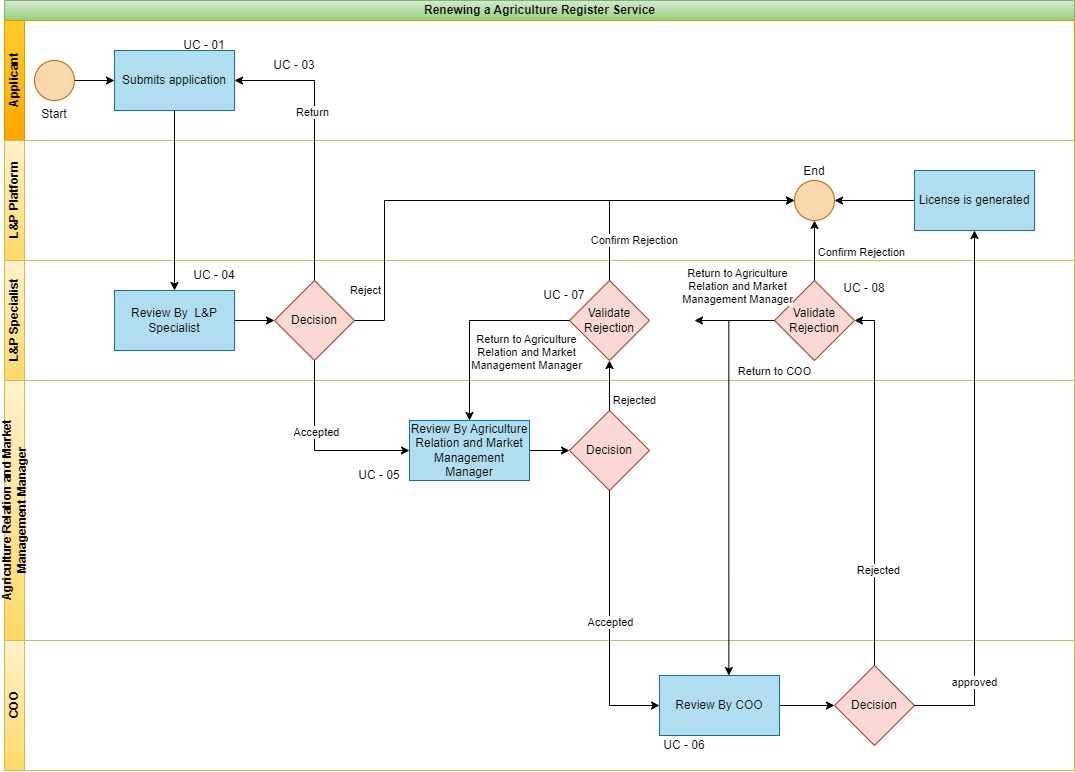 Renewing a Agriculture Register Service
Applicant
Start
UC - 01
Submits application
UC - 03
Return
L&P Platform
End
License is generated
Confirm Rejection
Confirm Rejection
L&P Specialist
UC - 04
Review By L&P
Specialist
Decision
Reject
UC - 07
Validate
Rejection
Return to Agriculture
Relation and Market
Management Manager
Return to Agriculture
Relation and Market
Management Manager
UC - 08
Validate
Rejection
Return to COO
Agriculture Relation and Market
Management Manager
Accepted
Review By Agriculture
Relation and Market
Management
Manager
UC - 05
Rejected
Decision
Rejected
Accepted
COO
Review By COO
UC - 06
Decision
approved